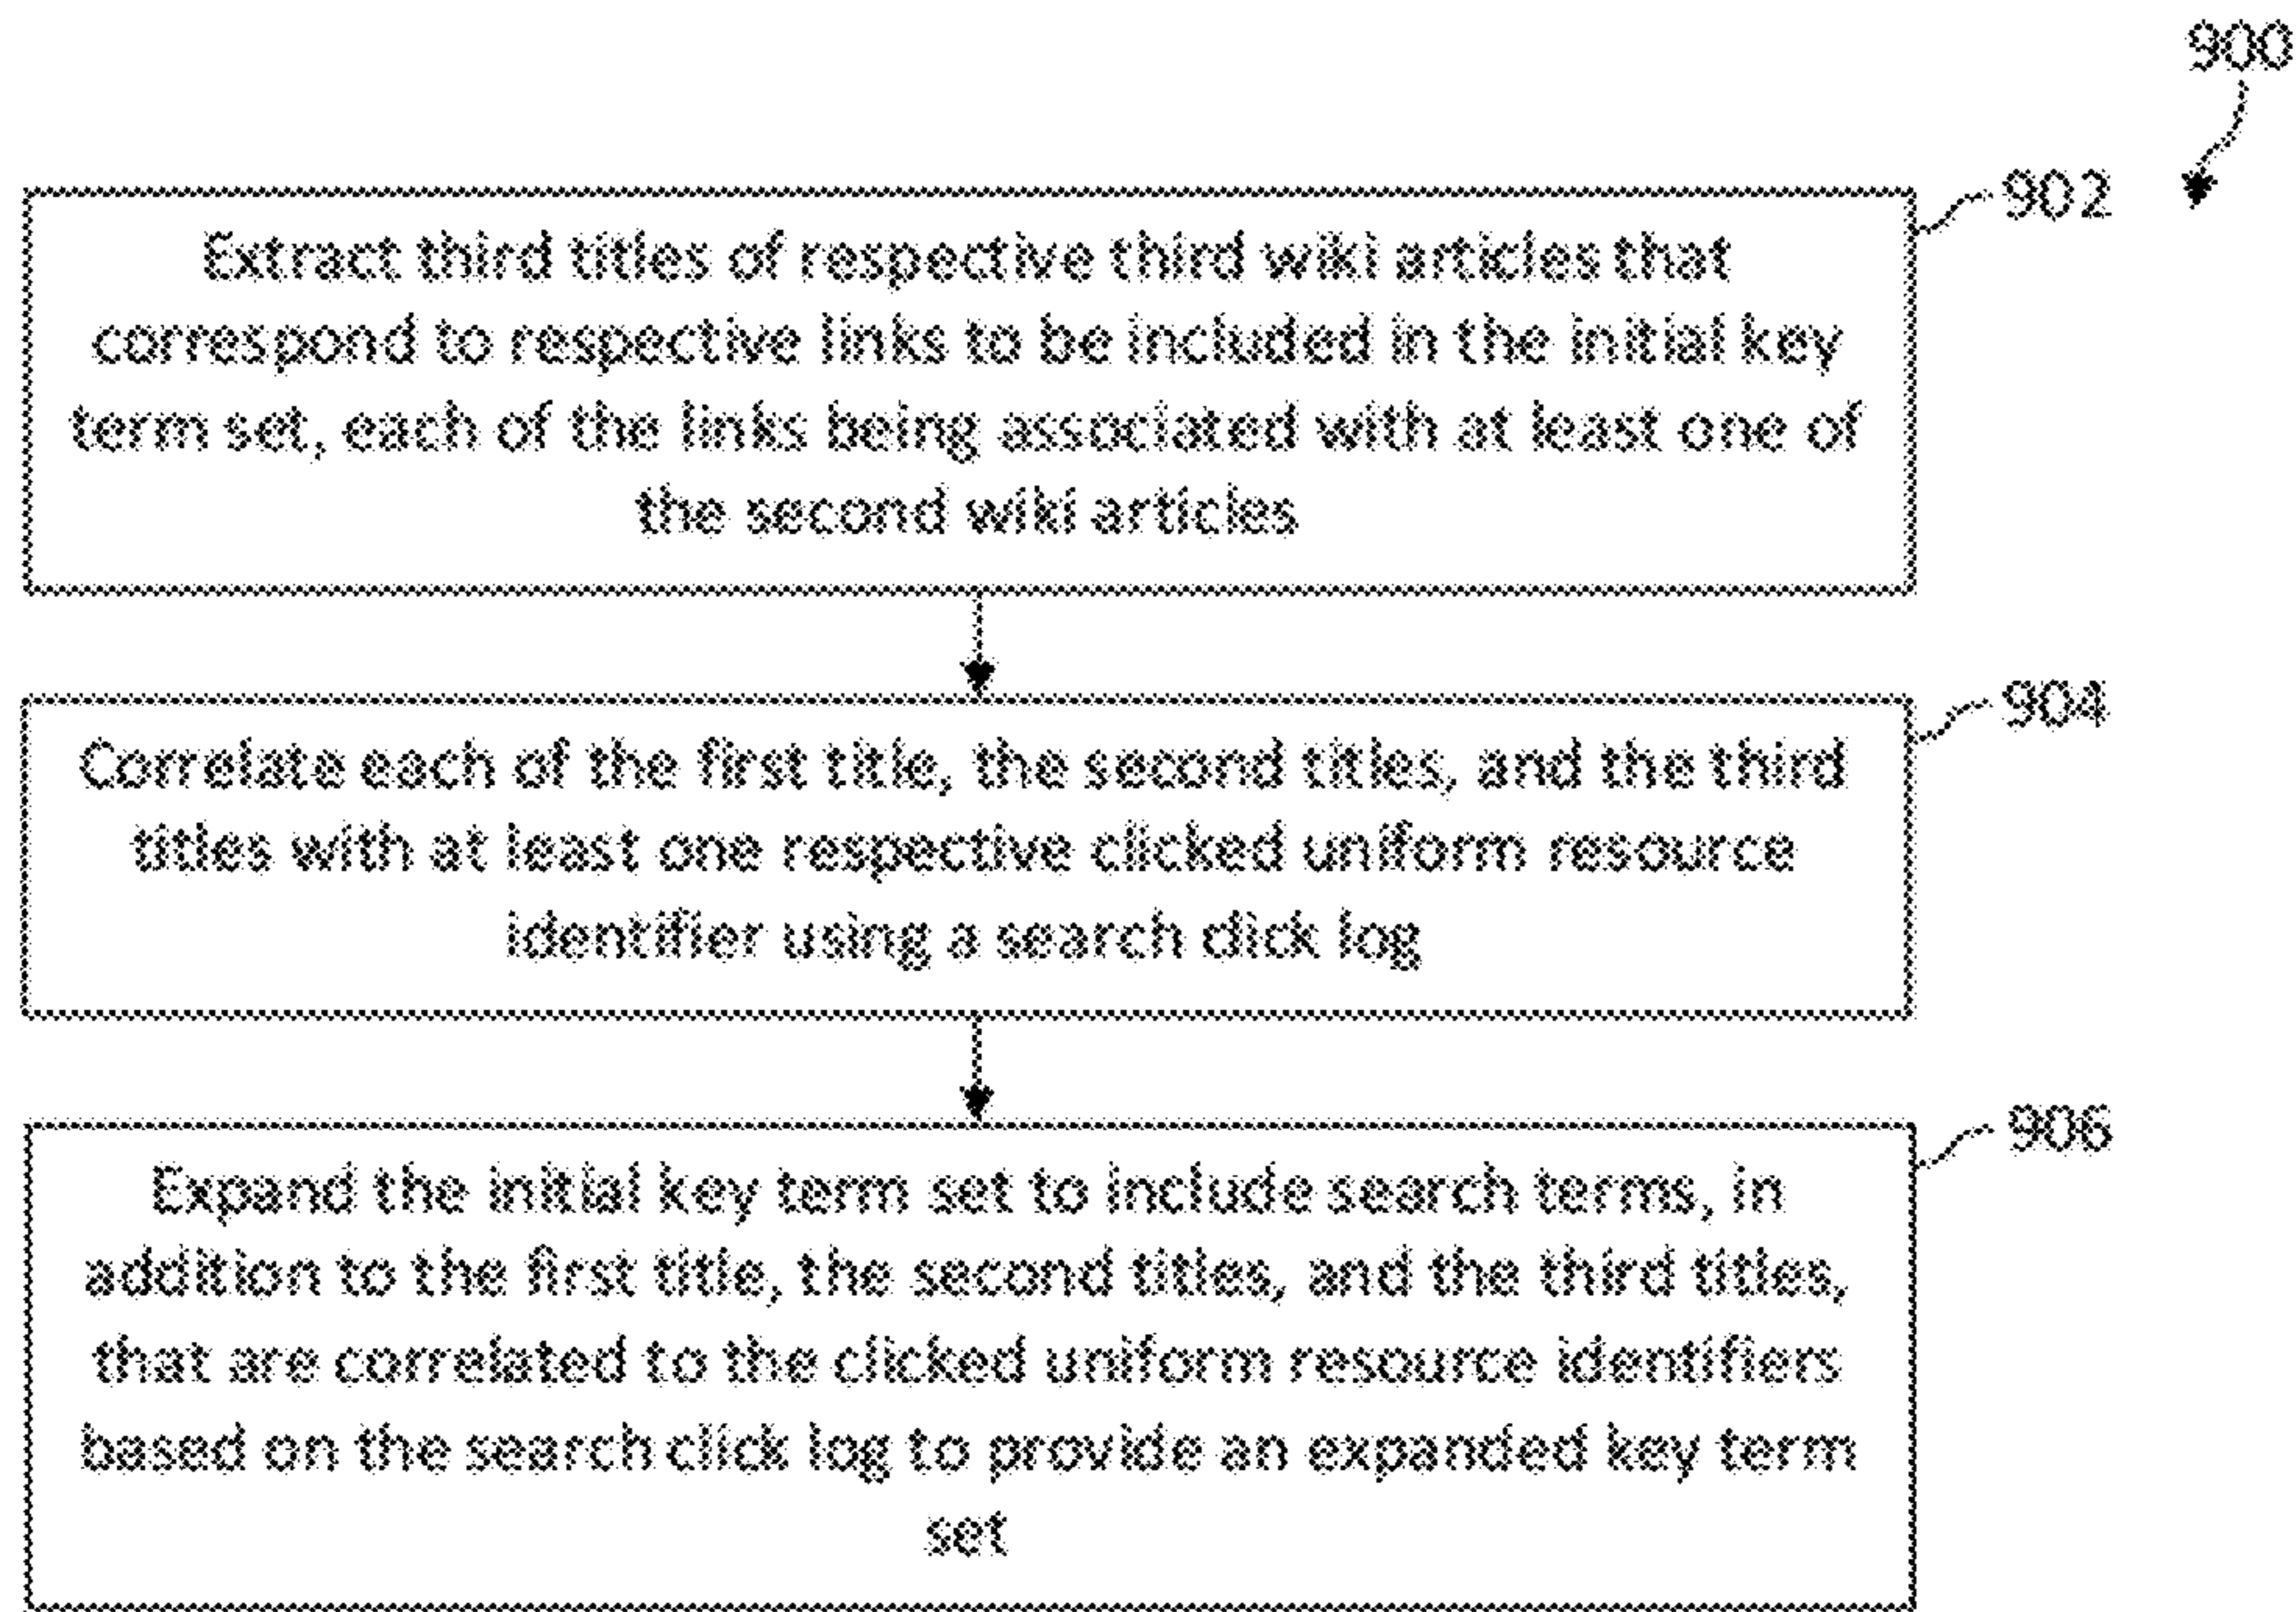 900
902
Extract third titles of respective third wiki articles that
correspond to respective links to be included in the initial key
term set, each of the links being associated with at least one of
the second wiki articles
904
Correlate each of the first title, the second titles, and the third
titles with at least one respective clicked uniform resource
identifier using a search click log
906
Expand the initial key term set to include search terms, in
addition to the first title, the second titles, and the third titles,
that are correlated to the clicked uniform resource identifiers
based on the search click log to provide an expanded key term
set